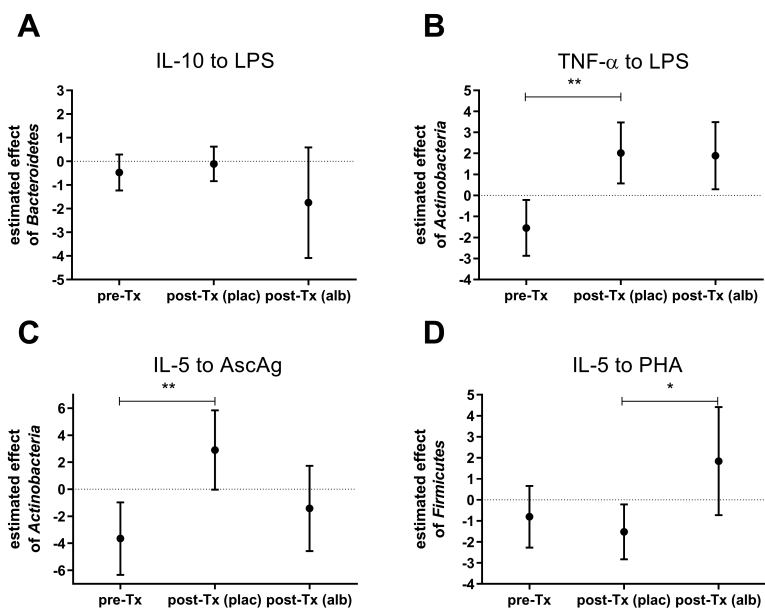 A
IL-10 to LPS
estimated effect
of Bacteroidetes
3
2
1
0
-1
-2
-3
-4
-5
pre-Tx
post-Tx (plac)
post-Tx (alb)
B
TNF-α to LPS
**
estimated effect
of Actinobacteria
5
4
3
2
1
0
-1
-2
-3
-4
pre-Tx
post-Tx (plac)
post-Tx (alb)
C
IL-5 to AscAg
**
estimated effect
of Actinobacteria
6
4
2
0
-2
-4
-6
pre-Tx
post-Tx (plac)
post-Tx (alb)
D
IL-5 to PHA
*
estimated effect
of Firmicutes
5
4
3
2
1
0
-1
-2
-3
-4
pre-Tx
post-Tx (plac)
post-Tx (alb)